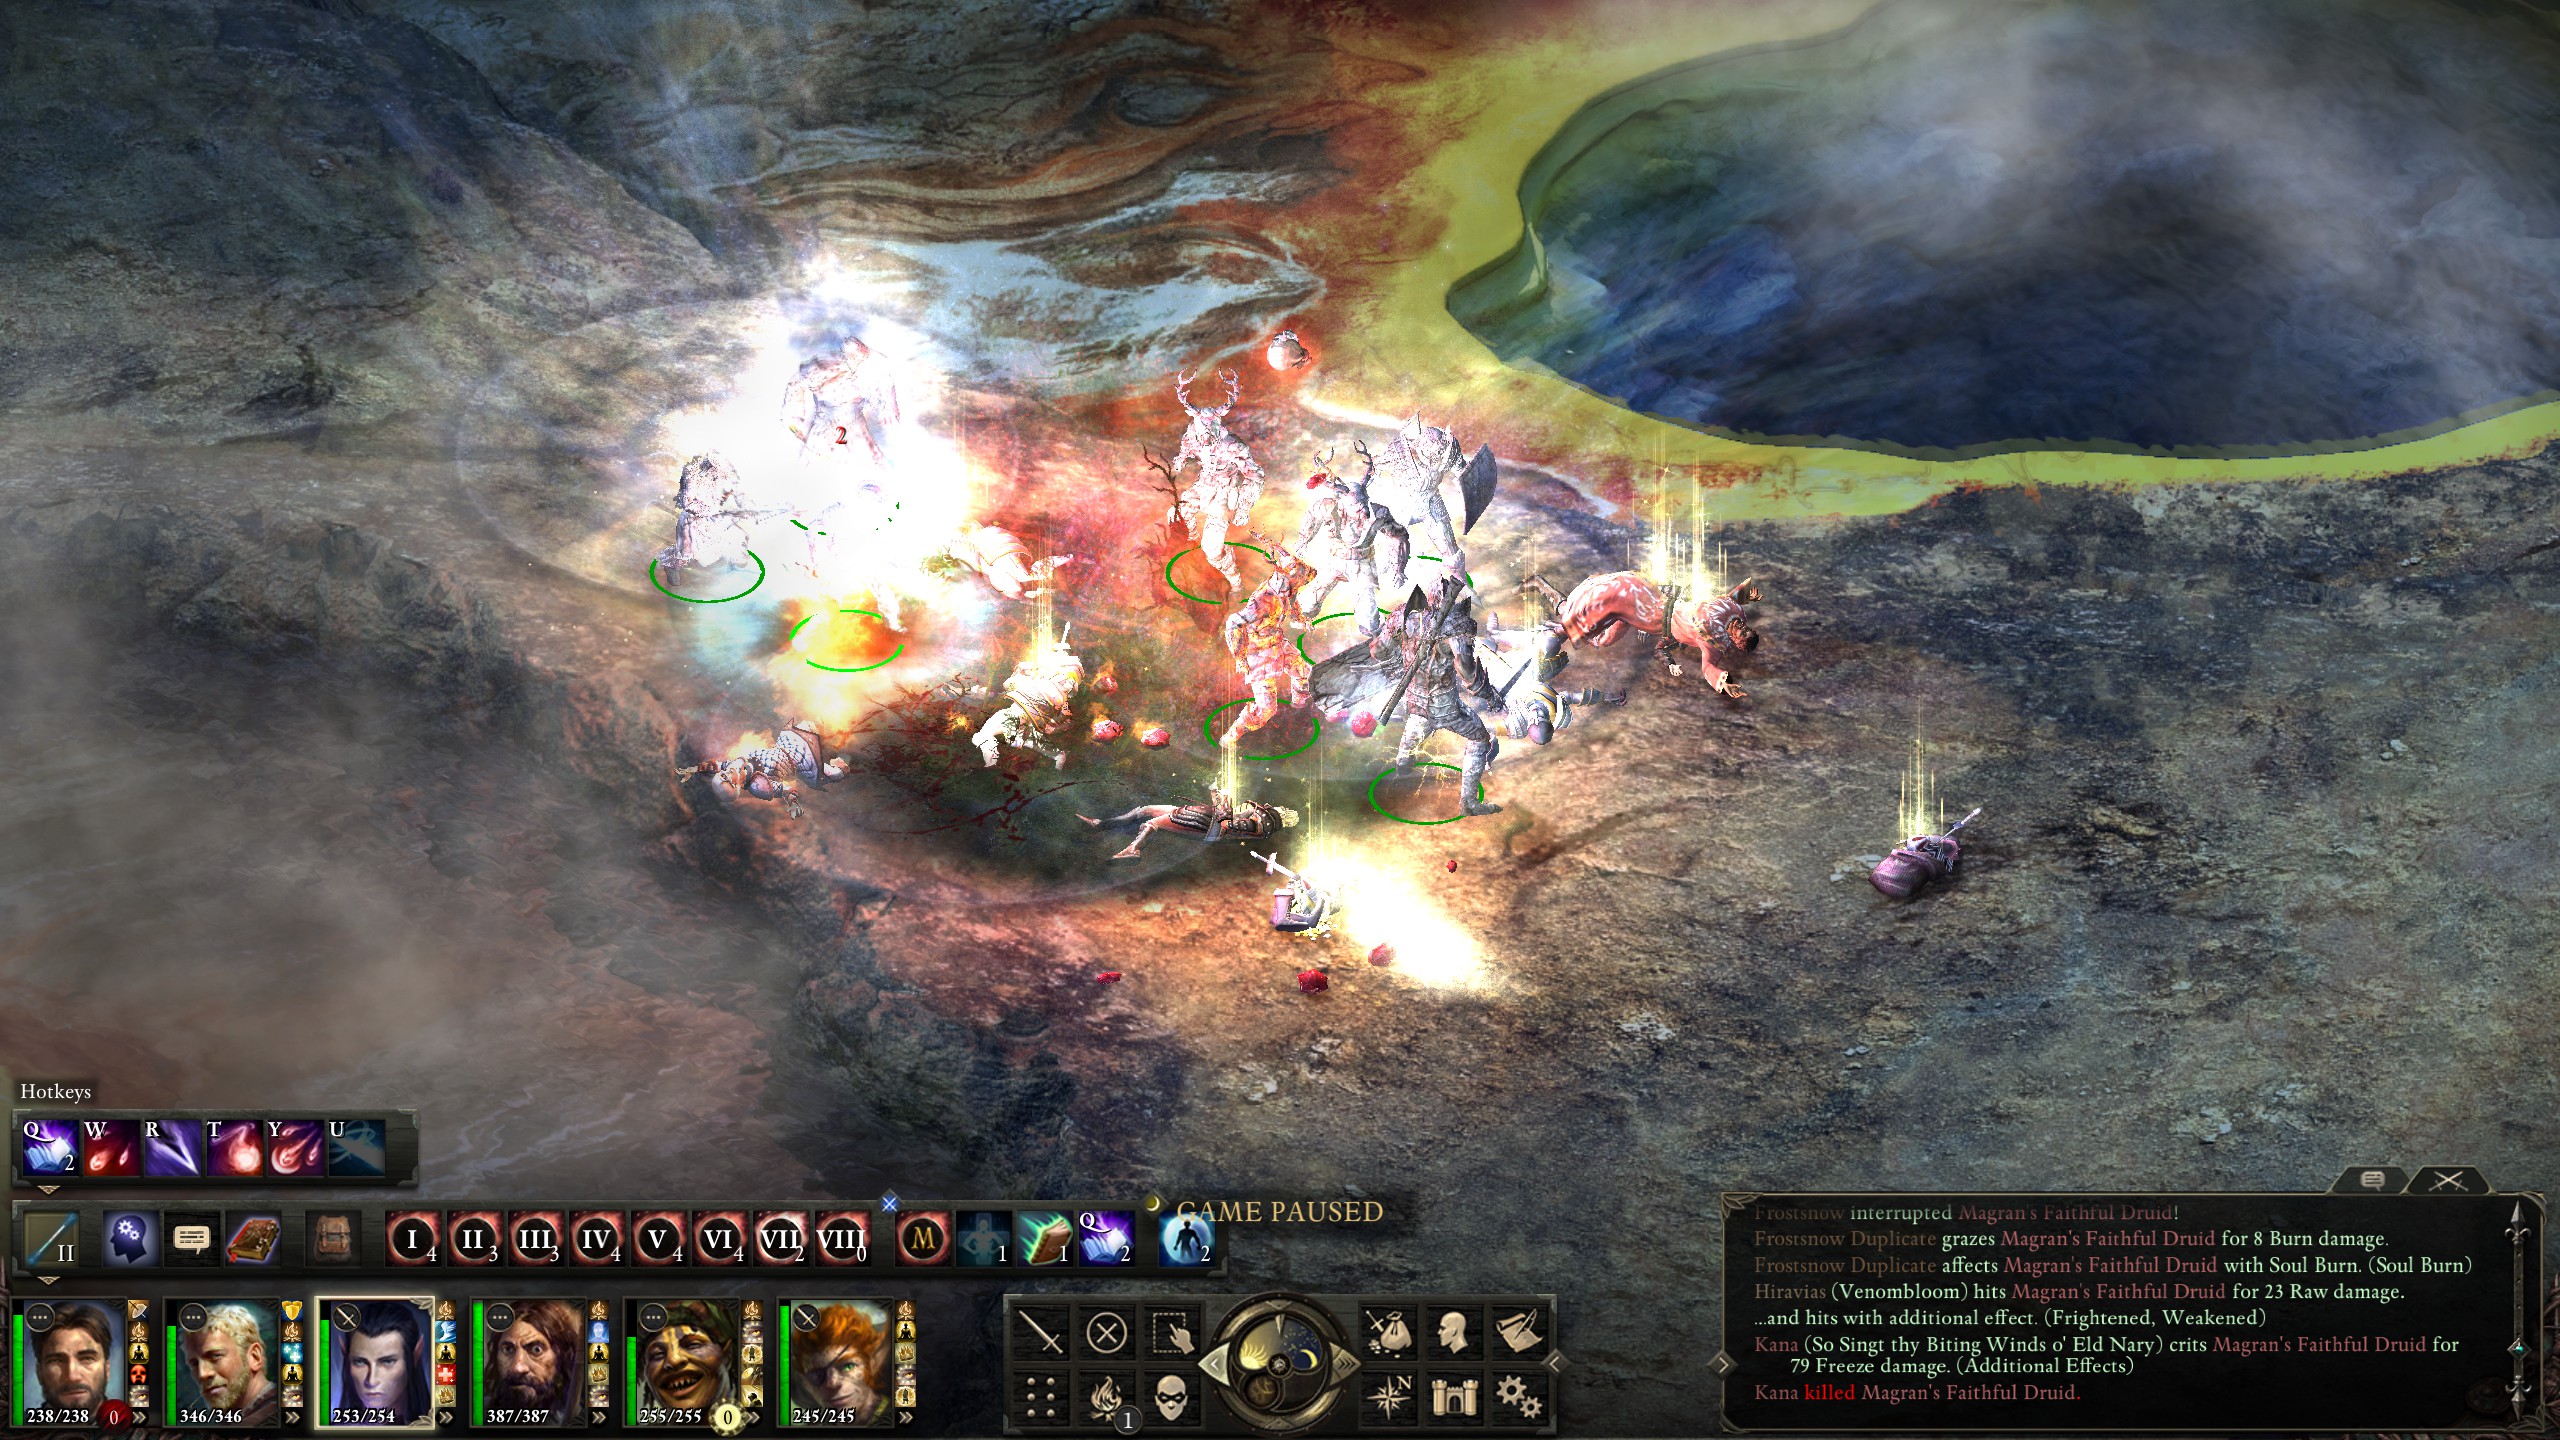 2
Hotkeys
Q
2
W
R
T
Y
U
II
I
4
II
3
III
3
IV
4
V
4
VI
4
VII
2
VIII
0
M
1
1
Q
2
2
GAME PAUSED
238/238
0
346/346
253/254
387/387
255/255
0
245/245
1
N
Frostsnow interrupted Magran's Faithful Druid!
Frostsnow Duplicate grazes Magran's Faithful Druid for 8 Burn damage.
Frostsnow Duplicate affects Magran's Faithful Druid with Soul Burn. (Soul Burn)
Hiravias (Venombloom) hits Magran's Faithful Druid for 23 Raw damage.
...and hits with additional effect. (Frightened, Weakened)
Kana (So Singt thy Biting Winds o' Eld Nary) crits Magran's Faithful Druid for
79 Freeze damage. (Additional Effects)
Kana killed Magran's Faithful Druid.